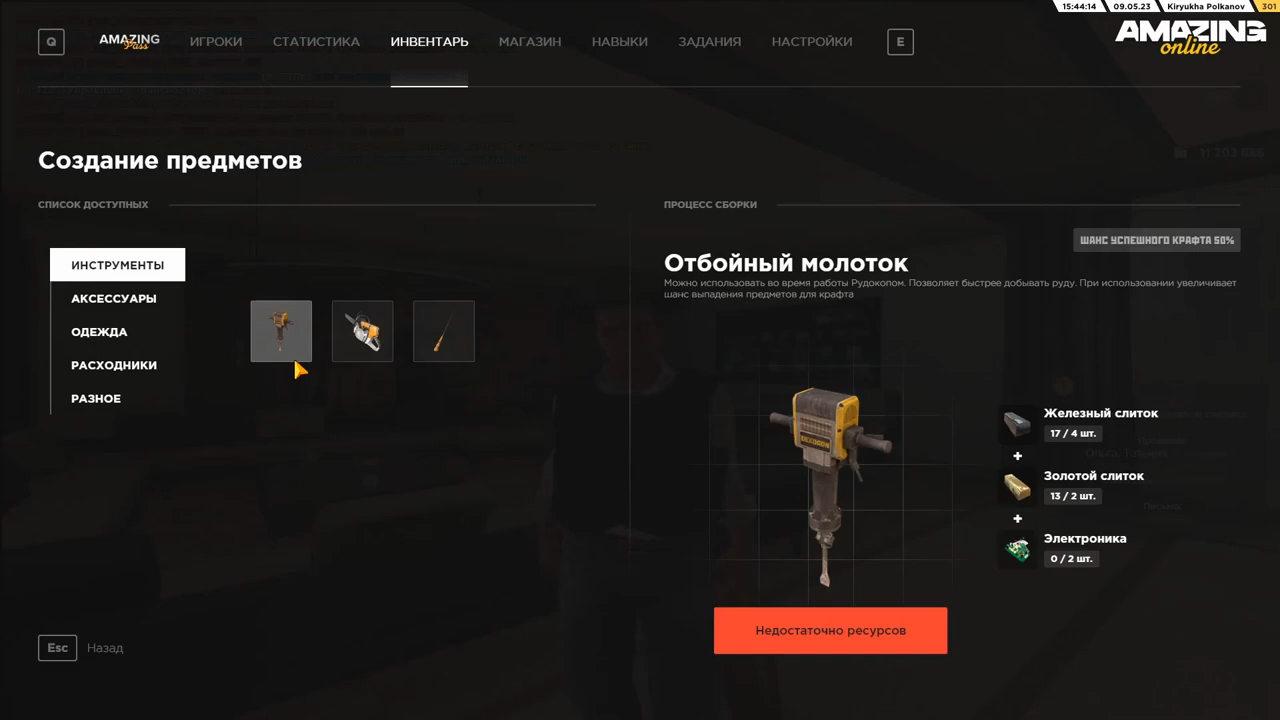 15:44:14 09.05.23 Kiryukha Polkanov 301
Q AMAZING Pass ИГРОКИ СТАТИСТИКА ИНВЕНТАРЬ МАГАЗИН НАВЫКИ ЗАДАНИЯ НАСТРОЙКИ E
AMAZING
online
Создание предметов
СПИСОК ДОСТУПНЫХ
ПРОЦЕСС СБОРКИ
ШАНС УСПЕШНОГО КРАФТА 50%
ИНСТРУМЕНТЫ
АКСЕССУАРЫ
ОДЕЖДА
РАСХОДНИКИ
РАЗНОЕ
Отбойный молоток
Можно использовать во время работы Рудокопом. Позволяет быстрее добывать руду. При использовании увеличивает
шанс выпадения предметов для крафта
Железный слиток
17 / 4 шт.
+
Золотой слиток
13 / 2 шт.
+
Электроника
0 / 2 шт.
Недостаточно ресурсов
Esc Назад